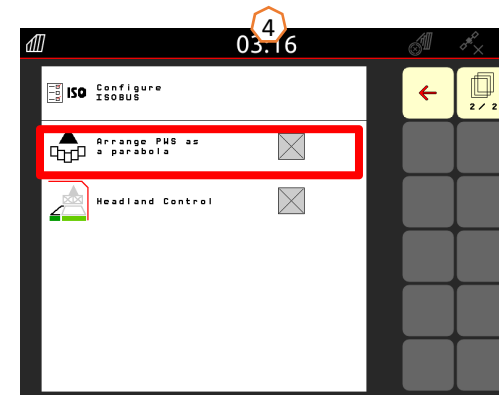 4
03:16
ISO Configure
ISOBUS
2 / 2
Arrange PWS as
a parabola
Headland Control